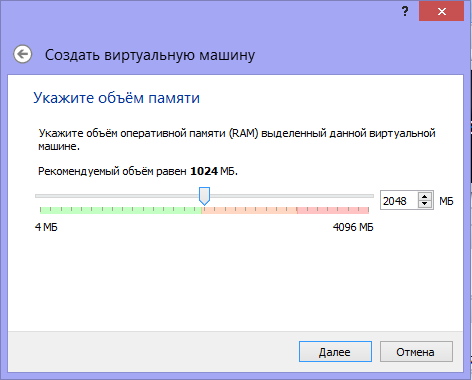 ?
Создать виртуальную машину
Укажите объём памяти
Укажите объём оперативной памяти (RAM) выделенный данной виртуальной
машине.
Рекомендуемый объём равен 1024 МБ.
2048 МБ
4 МБ 4096 МБ
Далее Отмена